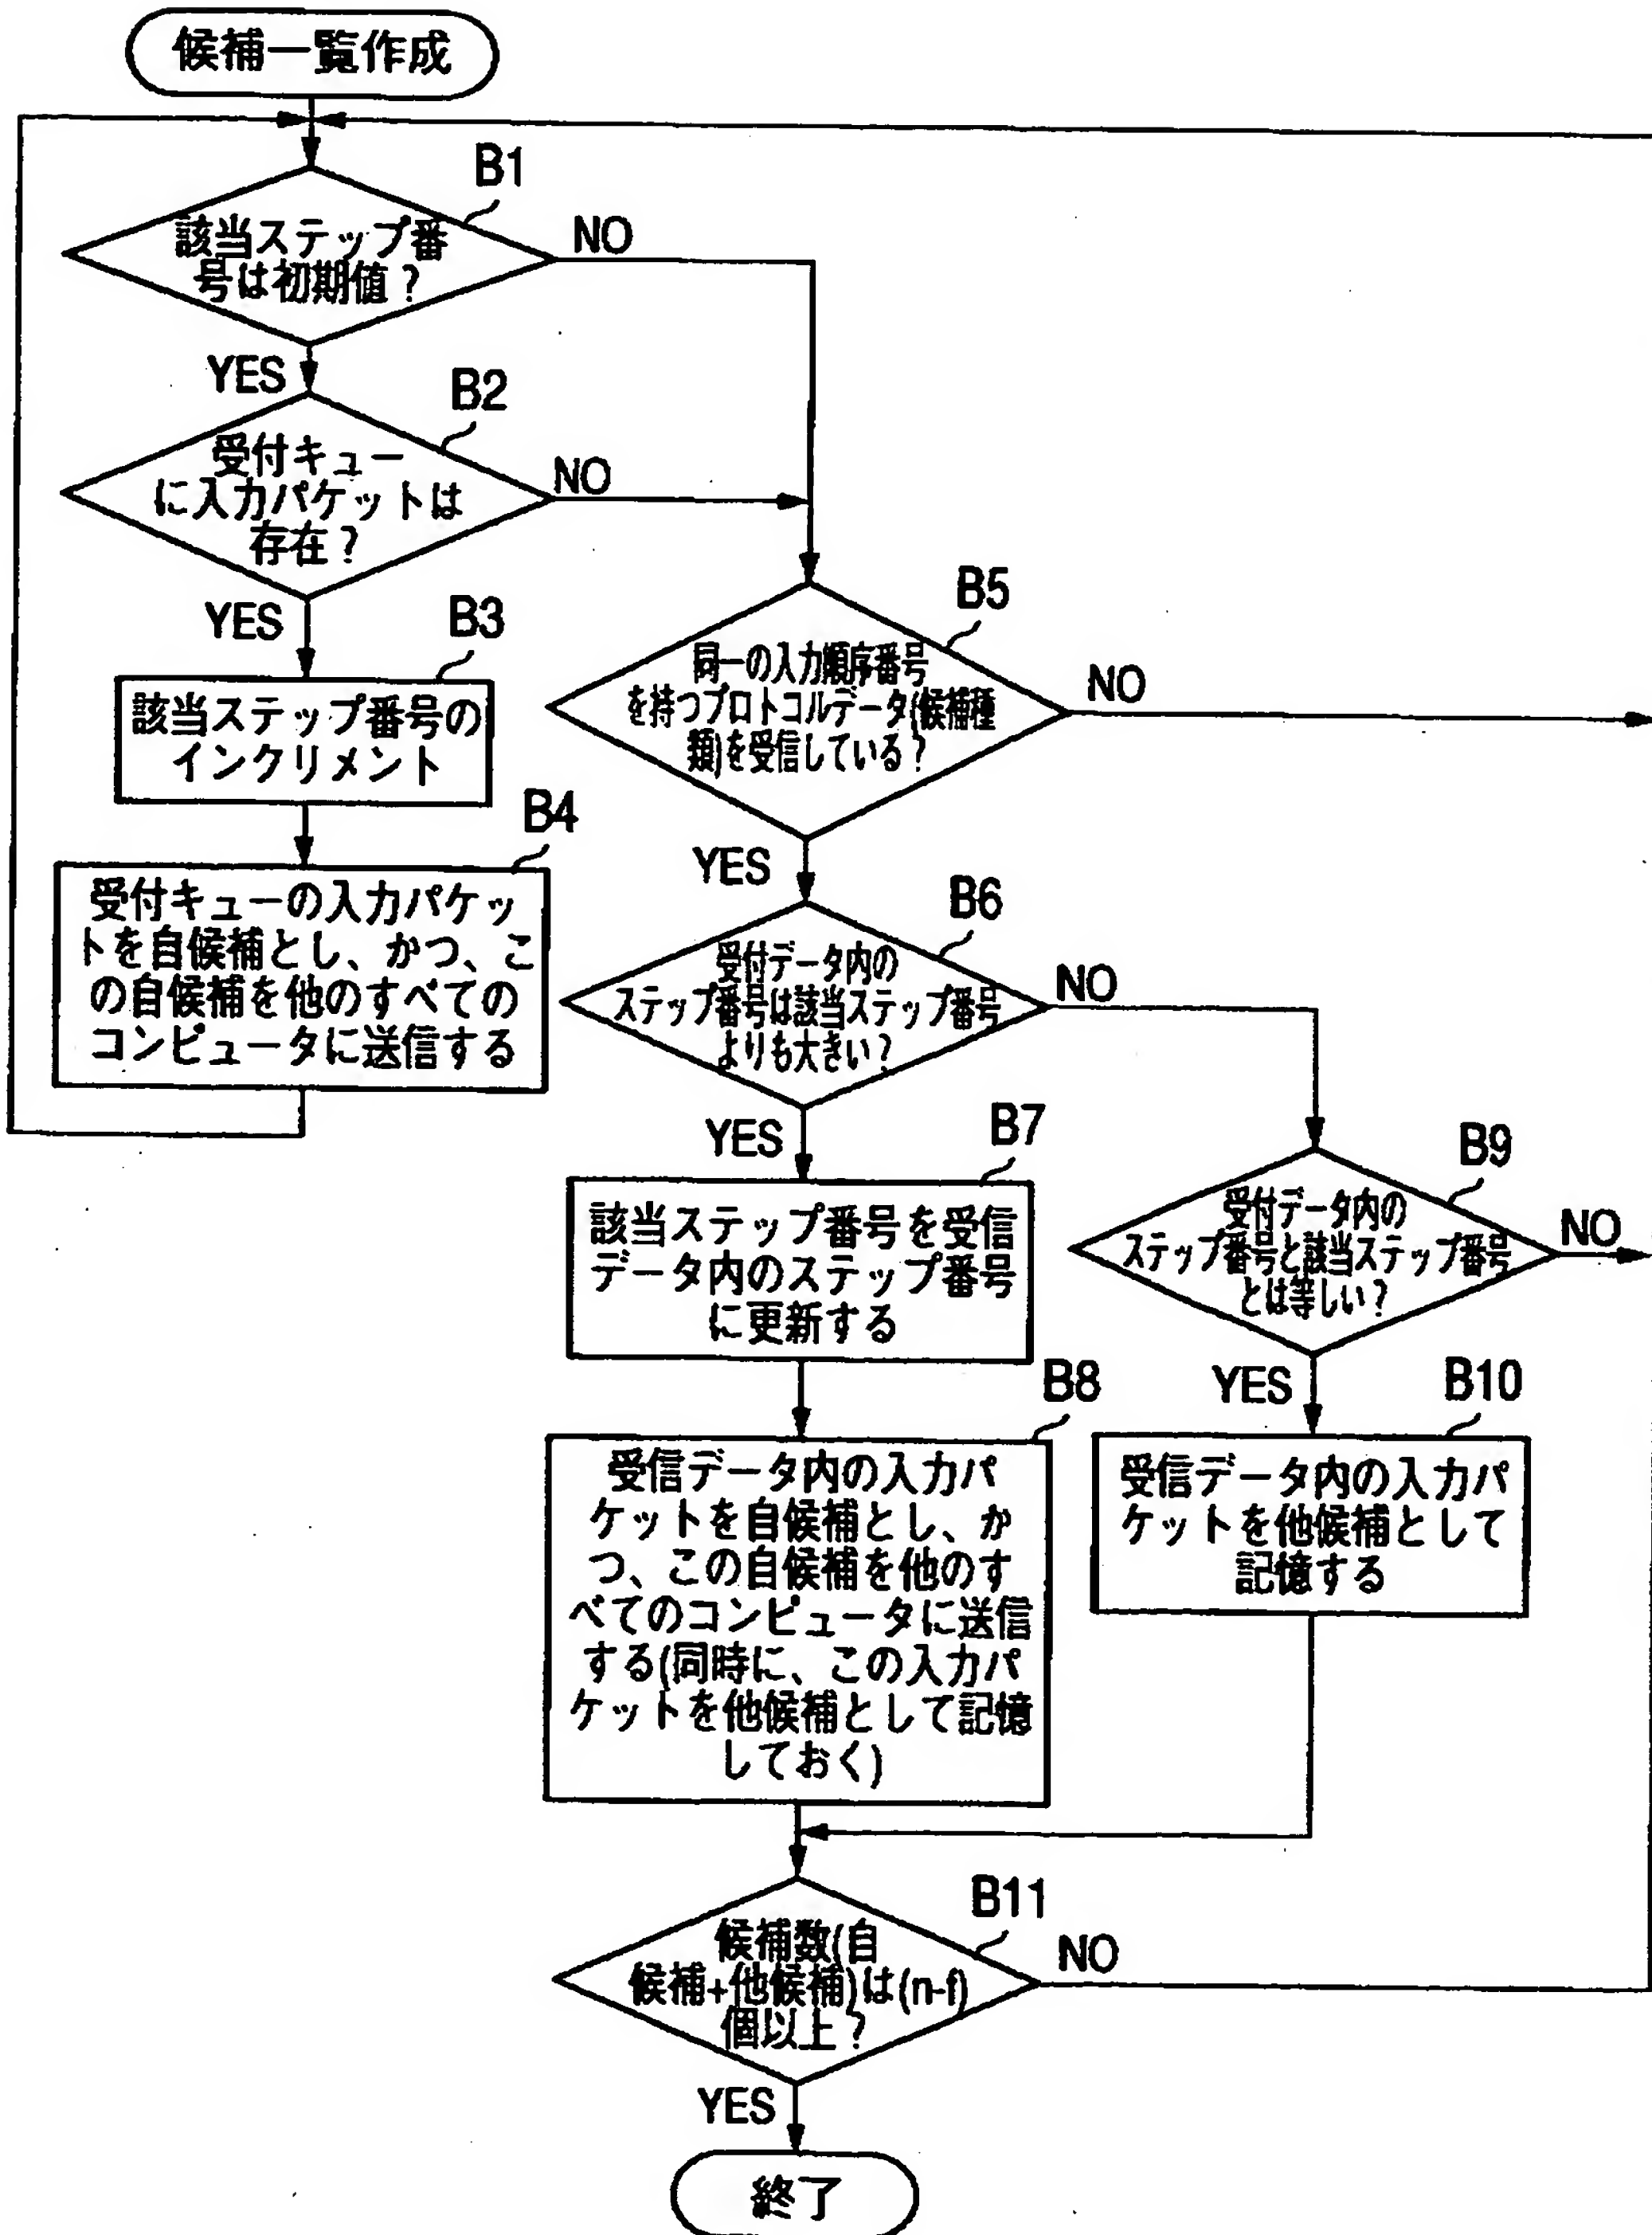 候補一覧作成
B1
該当ステップ番
号は初期値？
NO
YES
B2
受付キュー
に入力パケットは
存在？
NO
YES
B3
該当ステップ番号の
インクリメント
B4
受付キューの入力パケッ
トを自候補とし、かつ、こ
の自候補を他のすべての
コンピュータに送信する
B5
同一の入力順序番号
を持つプロトコルデータ(候補種
類)を受信している？
NO
YES
B6
受付データ内の
ステップ番号は該当ステップ番号
よりも大きい？
NO
YES
B7
該当ステップ番号を受信
データ内のステップ番号
に更新する
B8
受信データ内の入力パ
ケットを自候補とし、か
つ、この自候補を他のす
べてのコンピュータに送信
する(同時に、この入力パ
ケットを他候補として記憶
しておく)
B9
受付データ内の
ステップ番号と該当ステップ番号
とは等しい？
NO
YES
B10
受信データ内の入力パ
ケットを他候補として
記憶する
B11
候補数(自
候補+他候補)は(n-f)
個以上？
NO
YES
終了